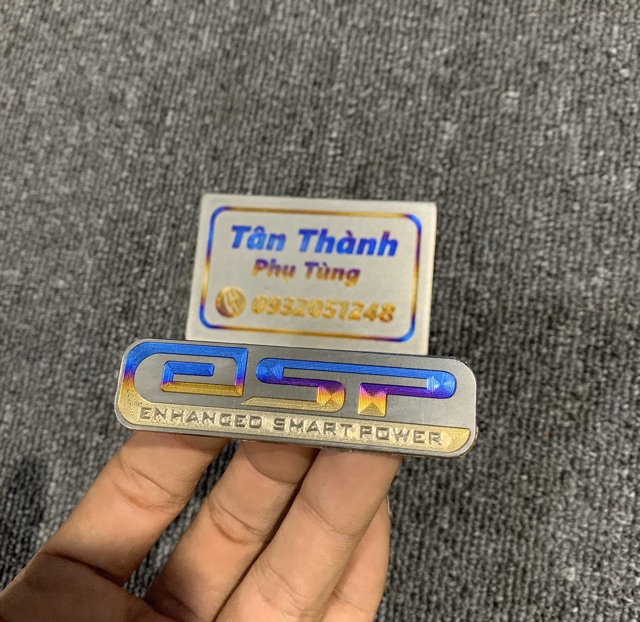 Tân Thành
Phụ Tùng
0932051248
esp
ENHANCED SMART POWER